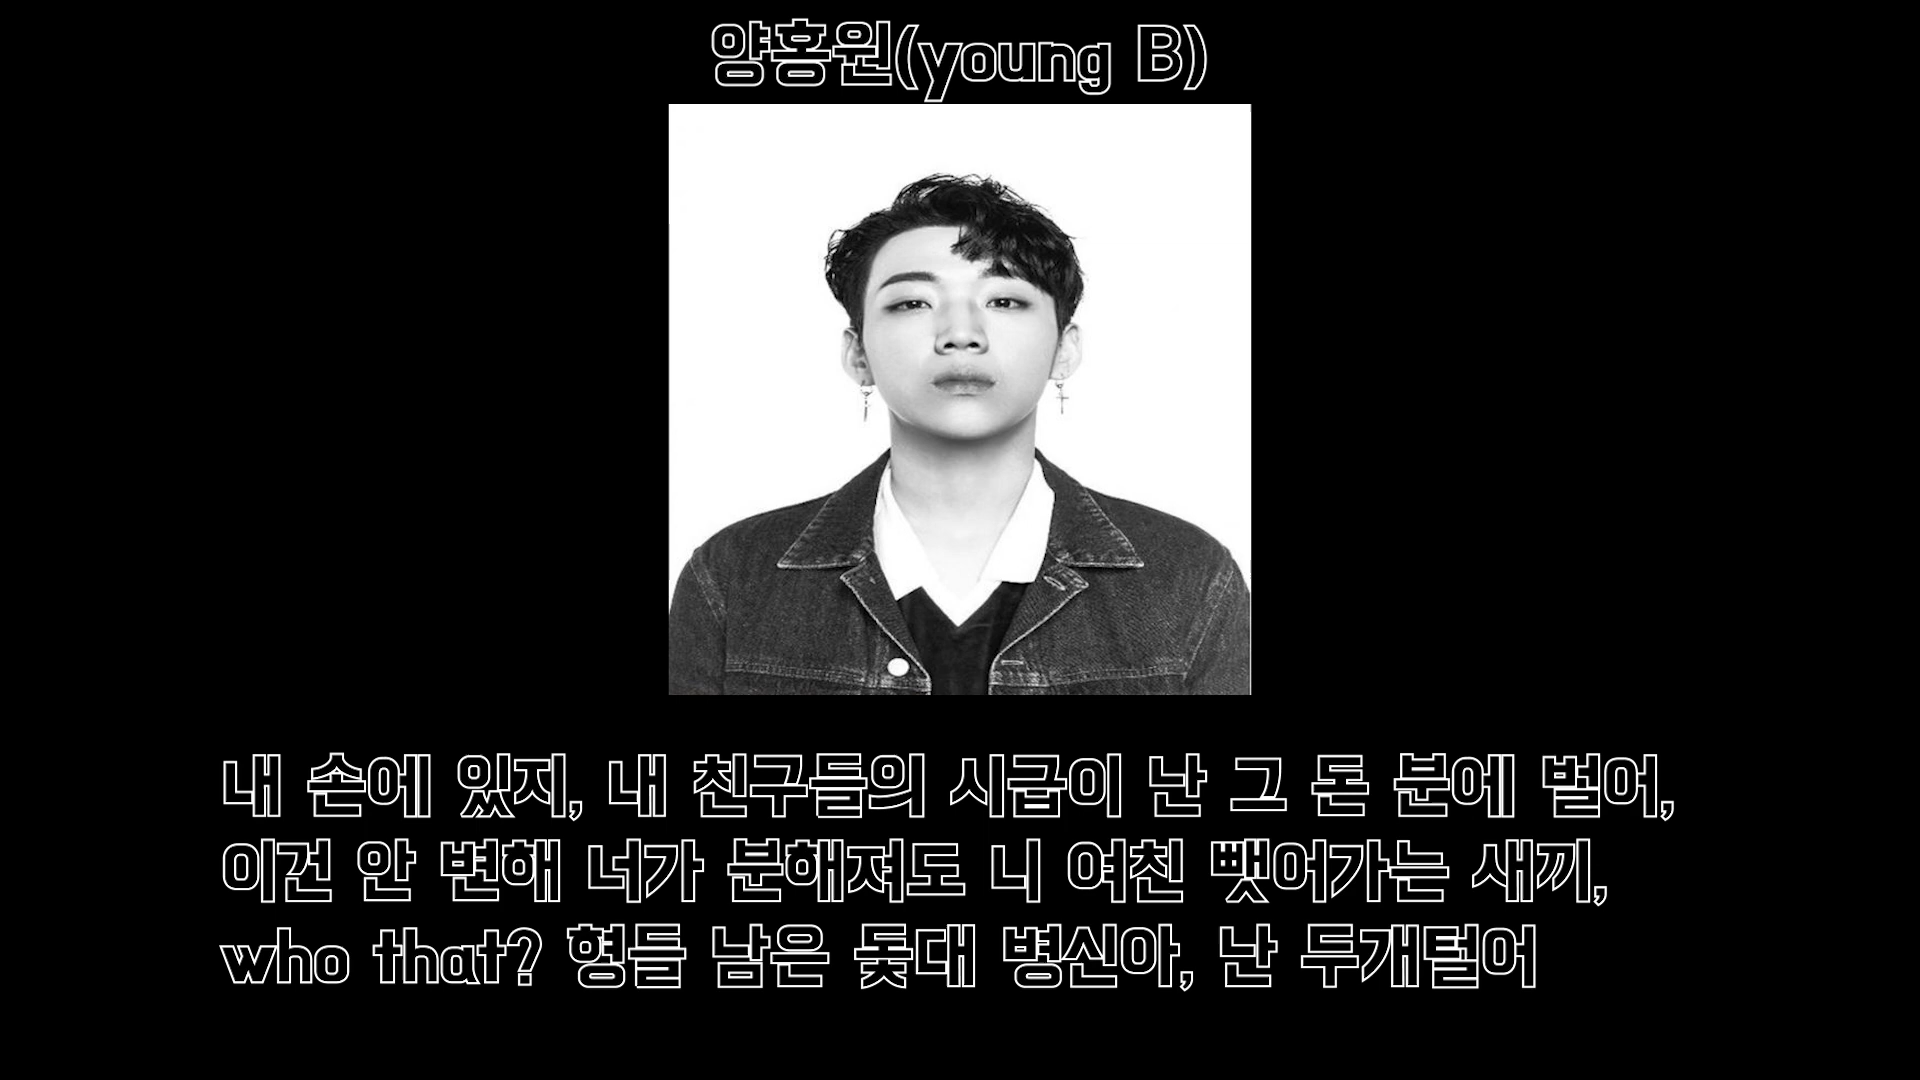 양홍원(young B)
내 손에 있지, 내 친구들의 시급이 난 그 돈 분에 벌어,
이건 안 변해 너가 분해져도 니 여친 뺏어가는 새끼,
who that? 형들 남은 돛대 병신아, 난 두개털어